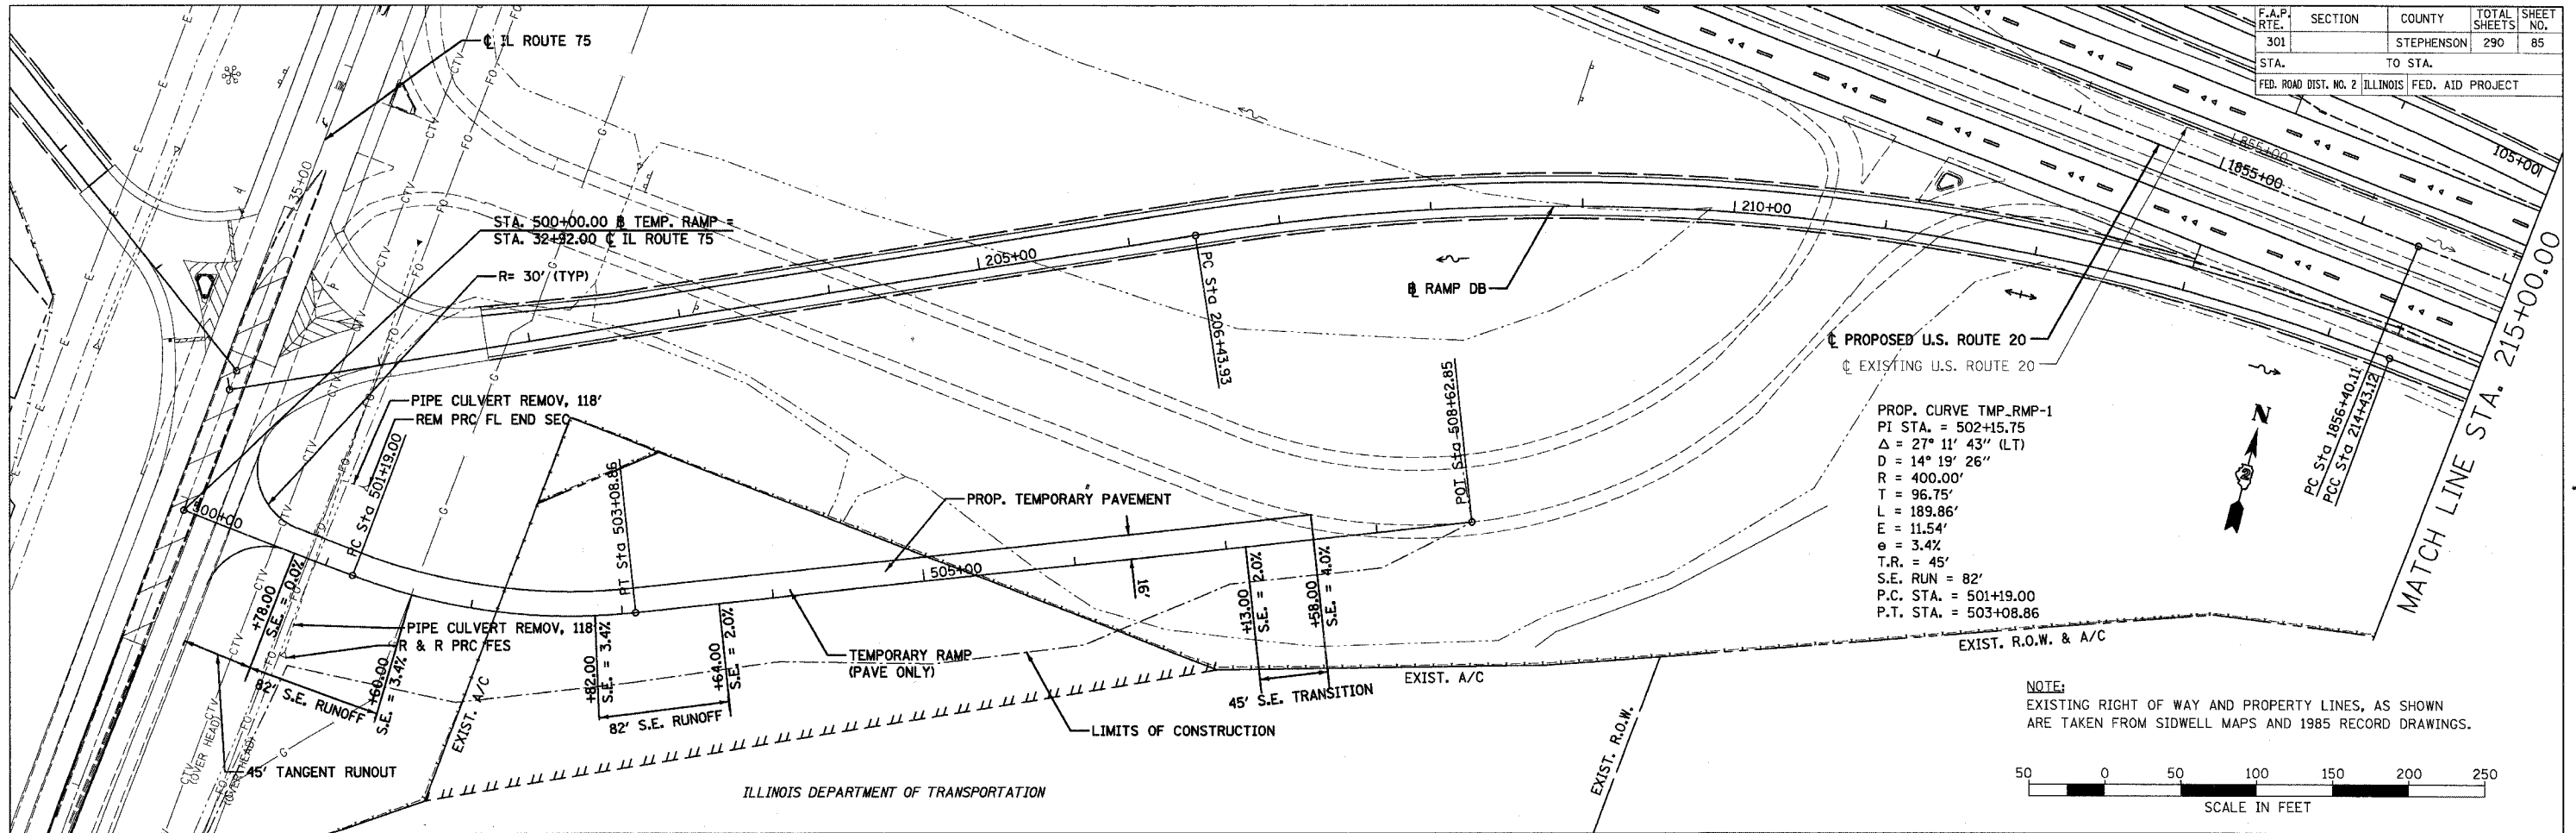 F.A.P. RTE. SECTION COUNTY TOTAL SHEETS SHEET NO.
301 STEPHENSON 290 85
STA. TO STA.
FED. ROAD DIST. NO. 2 ILLINOIS FED. AID PROJECT
℄ IL ROUTE 75
35+00
STA. 500+00.00 ℄ TEMP. RAMP =
STA. 32+92.00 ℄ IL ROUTE 75
R= 30' (TYP)
205+00
210+00
PC Sta 206+43.93
RAMP DB
855+00
1855+00
105+00
℄ PROPOSED U.S. ROUTE 20
℄ EXISTING U.S. ROUTE 20
PC Sta 1856+40.11
PCC Sta 214+43.12
MATCH LINE STA. 215+00.00
N
PIPE CULVERT REMOV, 118'
REM PRC FL END SEC
PC Sta 501+19.00
PT Sta 503+08.86
POT Sta 508+62.85
PROP. TEMPORARY PAVEMENT
505+00
16'
+13.00
S.E. = 2.0%
+58.00
S.E. = 4.0%
45' S.E. TRANSITION
+78.00
S.E. = 0.0%
PIPE CULVERT REMOV, 118'
R & R PRC FES
+60.00
S.E. = 3.4%
82' S.E. RUNOFF
45' TANGENT RUNOUT
+82.00
S.E. = 3.4%
+64.00
S.E. = 2.0%
82' S.E. RUNOFF
TEMPORARY RAMP
(PAVE ONLY)
LIMITS OF CONSTRUCTION
EXIST. A/C
EXIST. A/C
EXIST. R.O.W.
EXIST. R.O.W. & A/C
ILLINOIS DEPARTMENT OF TRANSPORTATION
PROP. CURVE TMP_RMP-1
PI STA. = 502+15.75
Δ = 27° 11' 43" (LT)
D = 14° 19' 26"
R = 400.00'
T = 96.75'
L = 189.86'
E = 11.54'
e = 3.4%
T.R. = 45'
S.E. RUN = 82'
P.C. STA. = 501+19.00
P.T. STA. = 503+08.86
NOTE:
EXISTING RIGHT OF WAY AND PROPERTY LINES, AS SHOWN
ARE TAKEN FROM SIDWELL MAPS AND 1985 RECORD DRAWINGS.
50 0 50 100 150 200 250
SCALE IN FEET